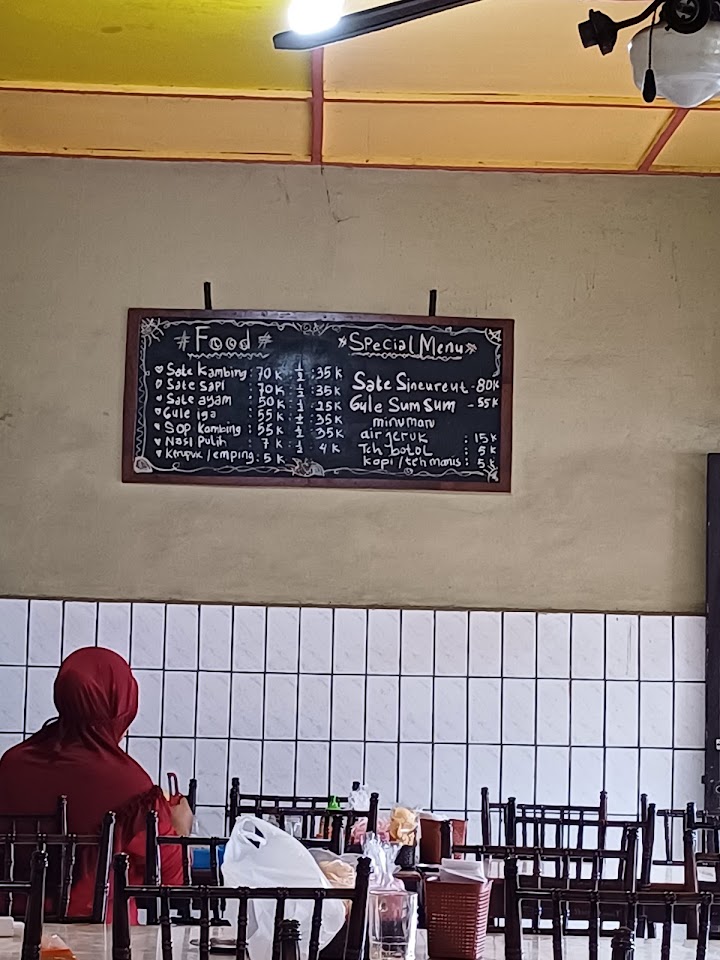 #Food#
Sate Kambing : 70 K ½ : 35 K
Sate Sapi : 70 K ½ : 35 K
Sate ayam : 50 K ½ : 25 K
Gule iga : 55 K ½ : 35 K
Sop Kambing : 55 K ½ : 35 K
Nasi Putih : 7 K ½ : 4 K
Kerupuk / emping : 5 K
#Special Menu#
Sate Sineureut - 80K
Gule Sum Sum - 55 K
minuman
air jeruk : 15 K
Teh botol : 5 K
kopi / teh manis : 5 K